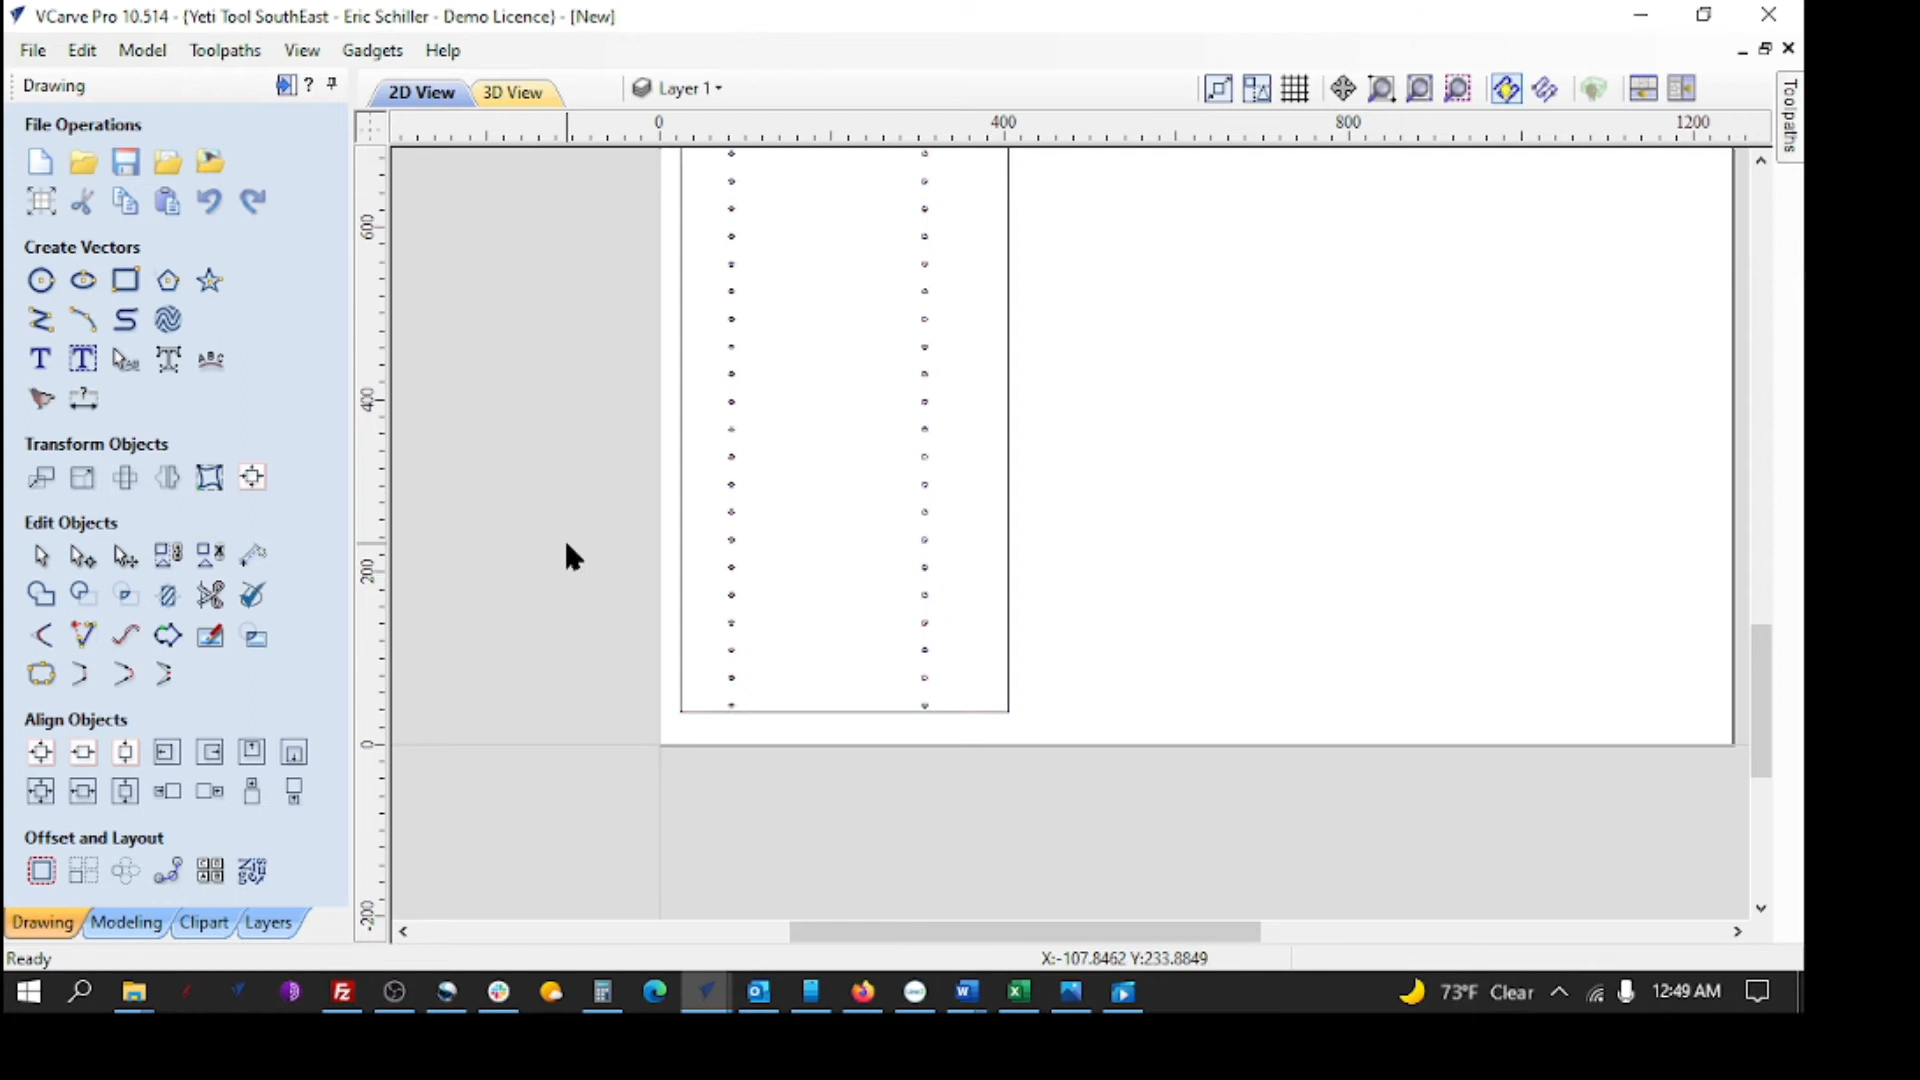 VCarve Pro 10.514 - {Yeti Tool SouthEast - Eric Schiller - Demo Licence} - [New]
File Edit Model Toolpaths View Gadgets Help
Drawing
2D View 3D View Layer 1
Toolpaths
File Operations
0 400 800 1200
Create Vectors
Transform Objects
Edit Objects
Align Objects
Offset and Layout
600
400
200
0
-200
Drawing Modeling Clipart Layers
Ready
X:-107.8462 Y:233.8849
73°F Clear 12:49 AM